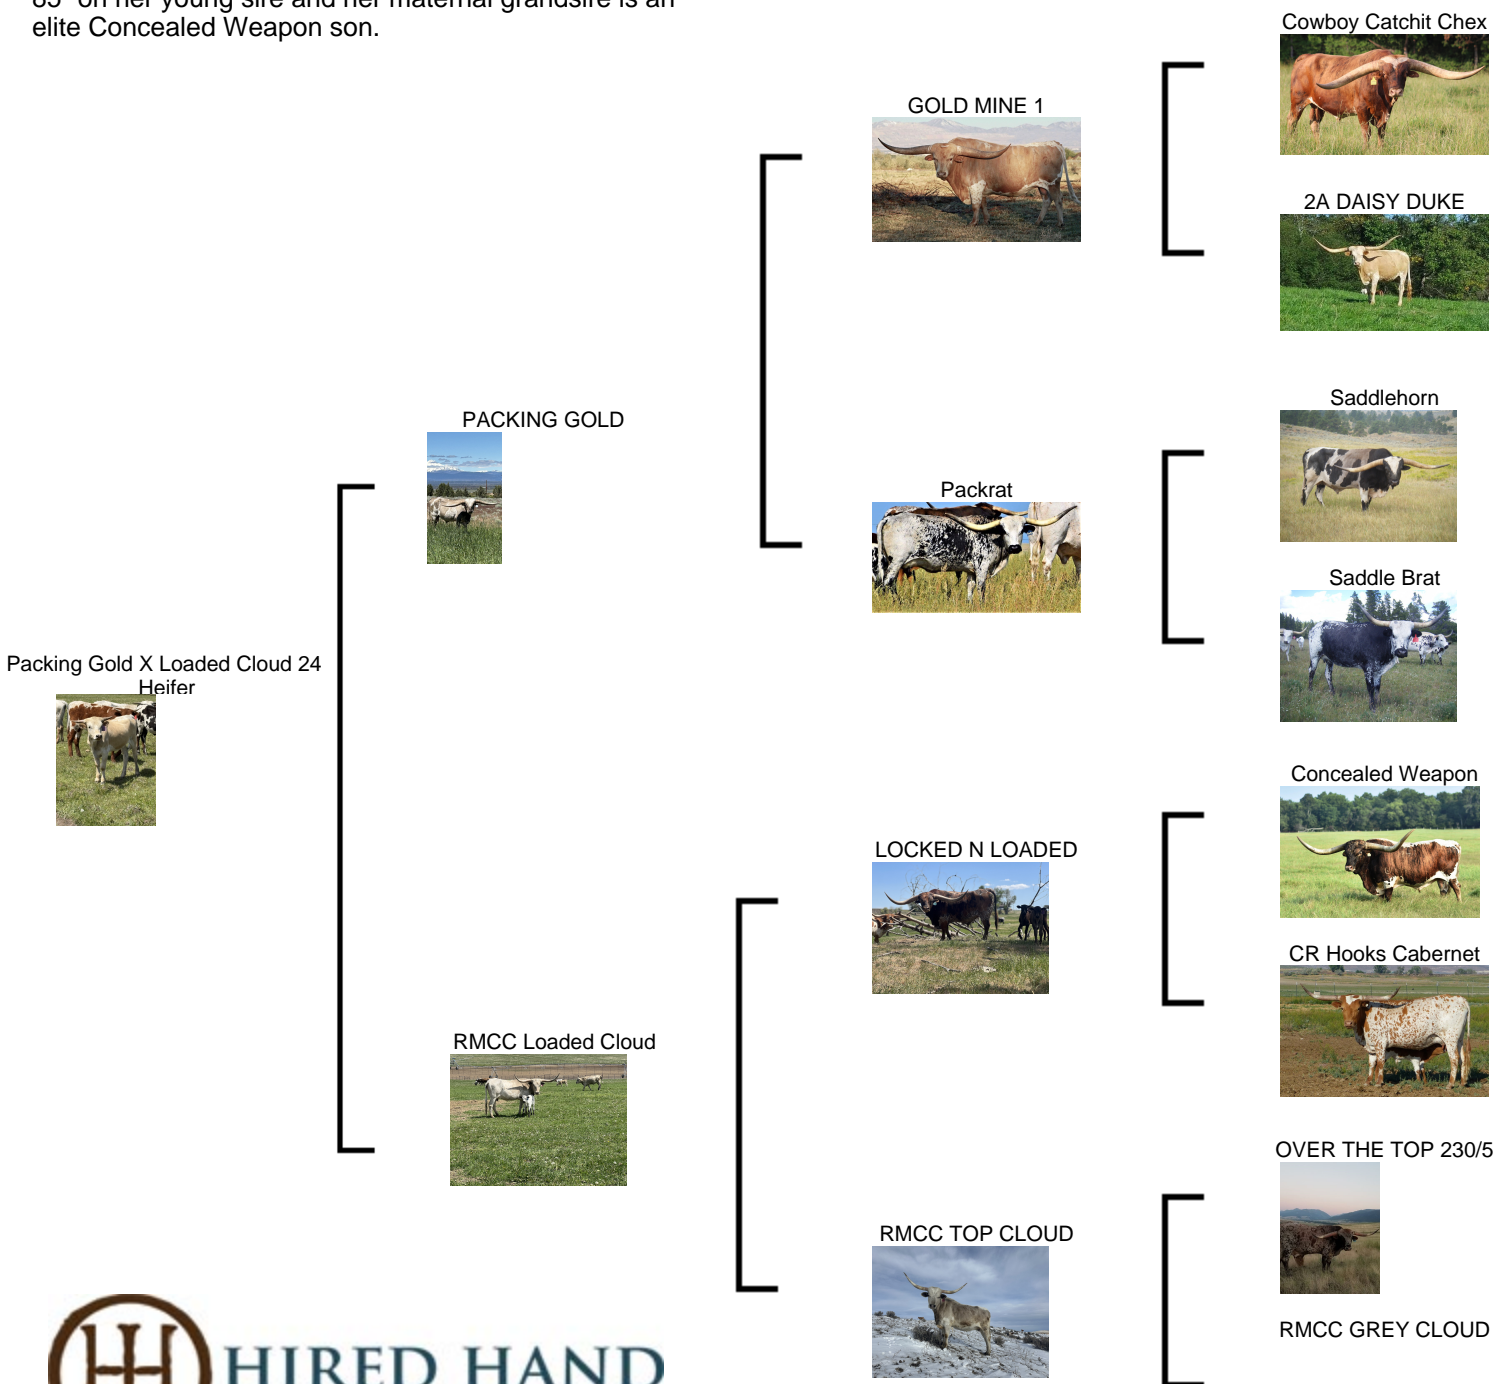 elite Concealed Weapon son.
Cowboy Catchit Chex
GOLD MINE 1
2A DAISY DUKE
PACKING GOLD
Saddlehorn
Packrat
Saddle Brat
Packing Gold X Loaded Cloud 24
Heifer
Concealed Weapon
LOCKED N LOADED
CR Hooks Cabernet
RMCC Loaded Cloud
OVER THE TOP 230/5
RMCC TOP CLOUD
RMCC GREY CLOUD
HIRED HAND